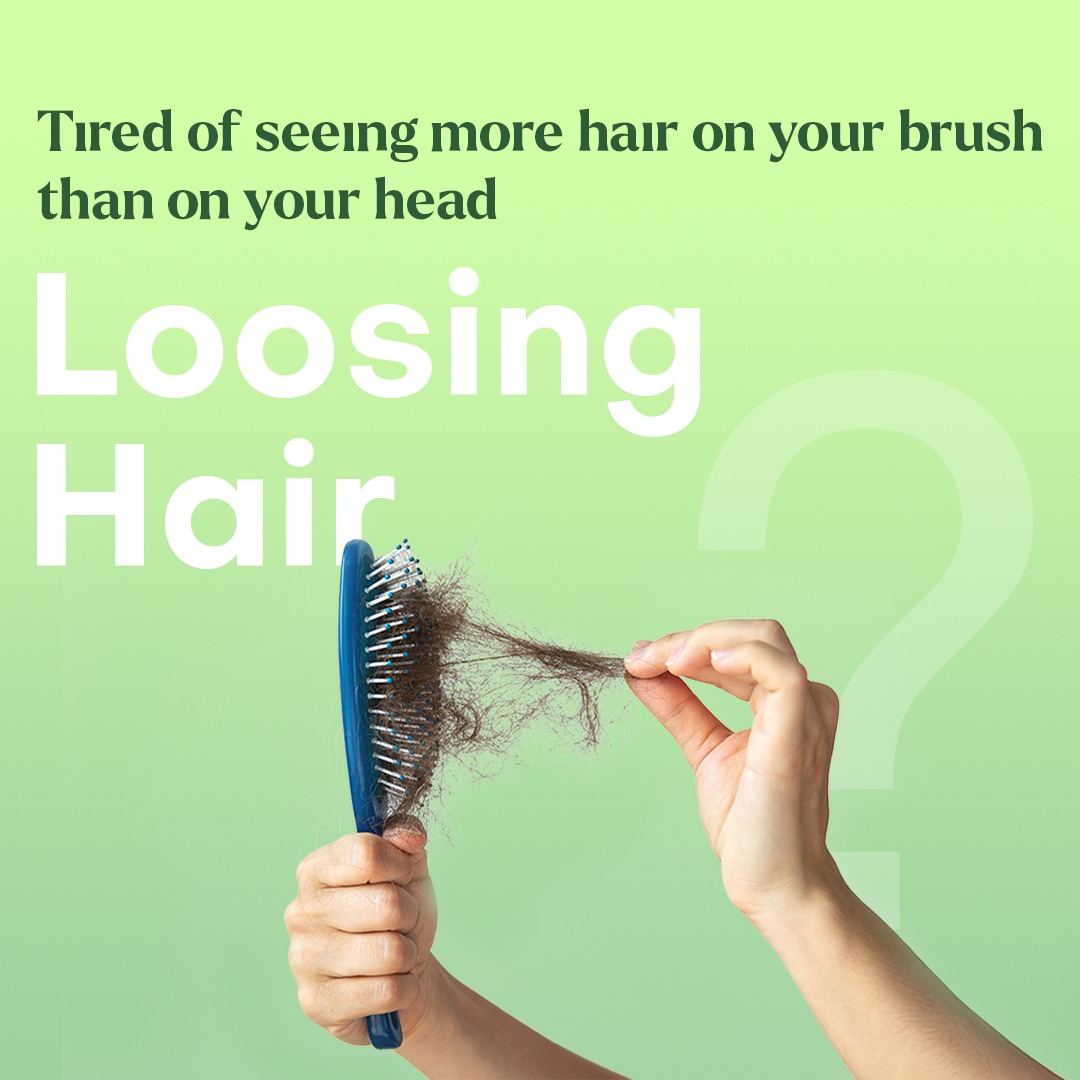 Tired of seeing more hair on your brush
than on your head
Loosing
Hair
?